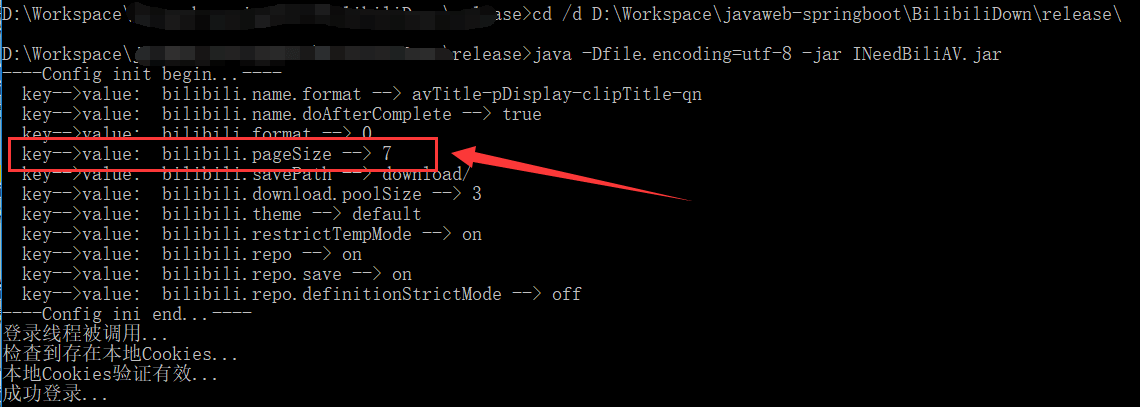 D:\Workspace\BilibiliDown\release>cd /d D:\Workspace\javaweb-springboot\BilibiliDown\release\
D:\Workspace\release>java -Dfile.encoding=utf-8 -jar INeedBiliAV.jar
----Config init begin...----
key-->value: bilibili.name.format --> avTitle-pDisplay-clipTitle-qn
key-->value: bilibili.name.doAfterComplete --> true
key-->value: bilibili.format --> 0
key-->value: bilibili.pageSize --> 7
key-->value: bilibili.savePath --> download/
key-->value: bilibili.download.poolSize --> 3
key-->value: bilibili.theme --> default
key-->value: bilibili.restrictTempMode --> on
key-->value: bilibili.repo --> on
key-->value: bilibili.repo.save --> on
key-->value: bilibili.repo.definitionStrictMode --> off
----Config ini end...----
登录线程被调用...
检查到存在本地Cookies...
本地Cookies验证有效...
成功登录...